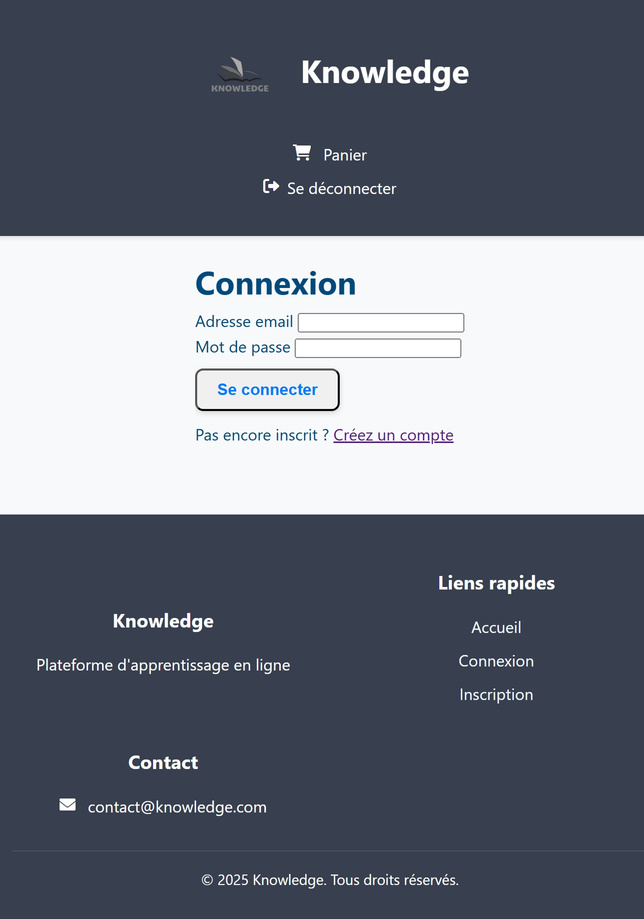 KNOWLEDGE
Knowledge
Panier
Se déconnecter
Connexion
Adresse email
Mot de passe
Se connecter
Pas encore inscrit ? Créez un compte
Knowledge
Plateforme d'apprentissage en ligne
Liens rapides
Accueil
Connexion
Inscription
Contact
contact@knowledge.com
© 2025 Knowledge. Tous droits réservés.